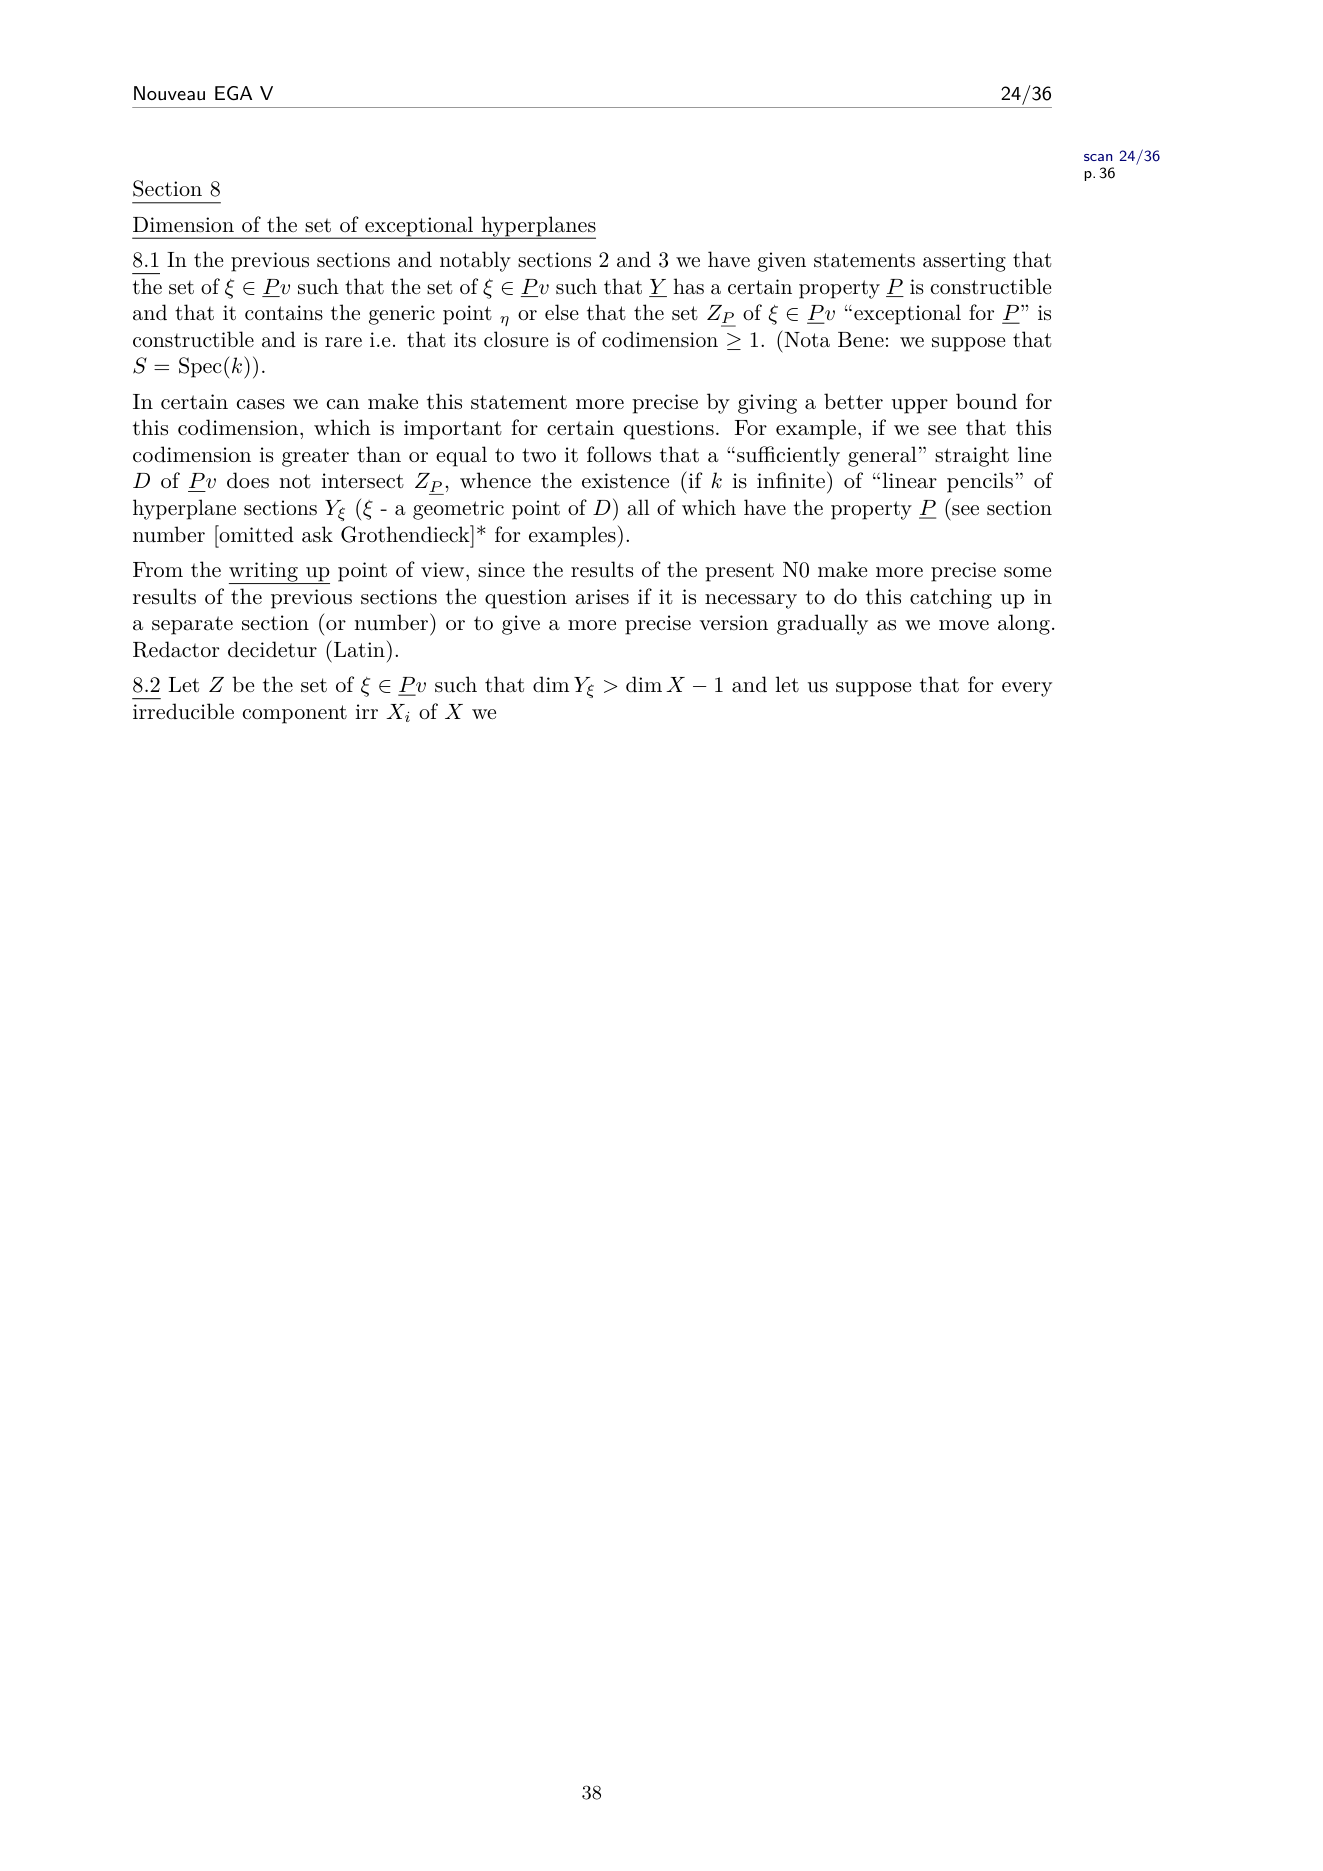 Nouveau EGA V 24/36
scan 24/36
p. 36
Section 8
Dimension of the set of exceptional hyperplanes
8.1 In the previous sections and notably sections 2 and 3 we have given statements asserting that
the set of ξ ∈ Pv such that the set of ξ ∈ Pv such that Y has a certain property P is constructible
and that it contains the generic point η or else that the set Z_P of ξ ∈ Pv “exceptional for P” is
constructible and is rare i.e. that its closure is of codimension ≥ 1. (Nota Bene: we suppose that
S = Spec(k)).
In certain cases we can make this statement more precise by giving a better upper bound for
this codimension, which is important for certain questions. For example, if we see that this
codimension is greater than or equal to two it follows that a “sufficiently general” straight line
D of Pv does not intersect Z_P, whence the existence (if k is infinite) of “linear pencils” of
hyperplane sections Y_ξ (ξ - a geometric point of D) all of which have the property P (see section
number [omitted ask Grothendieck]* for examples).
From the writing up point of view, since the results of the present N0 make more precise some
results of the previous sections the question arises if it is necessary to do this catching up in
a separate section (or number) or to give a more precise version gradually as we move along.
Redactor decidetur (Latin).
8.2 Let Z be the set of ξ ∈ Pv such that dim Y_ξ > dim X − 1 and let us suppose that for every
irreducible component irr X_i of X we
38